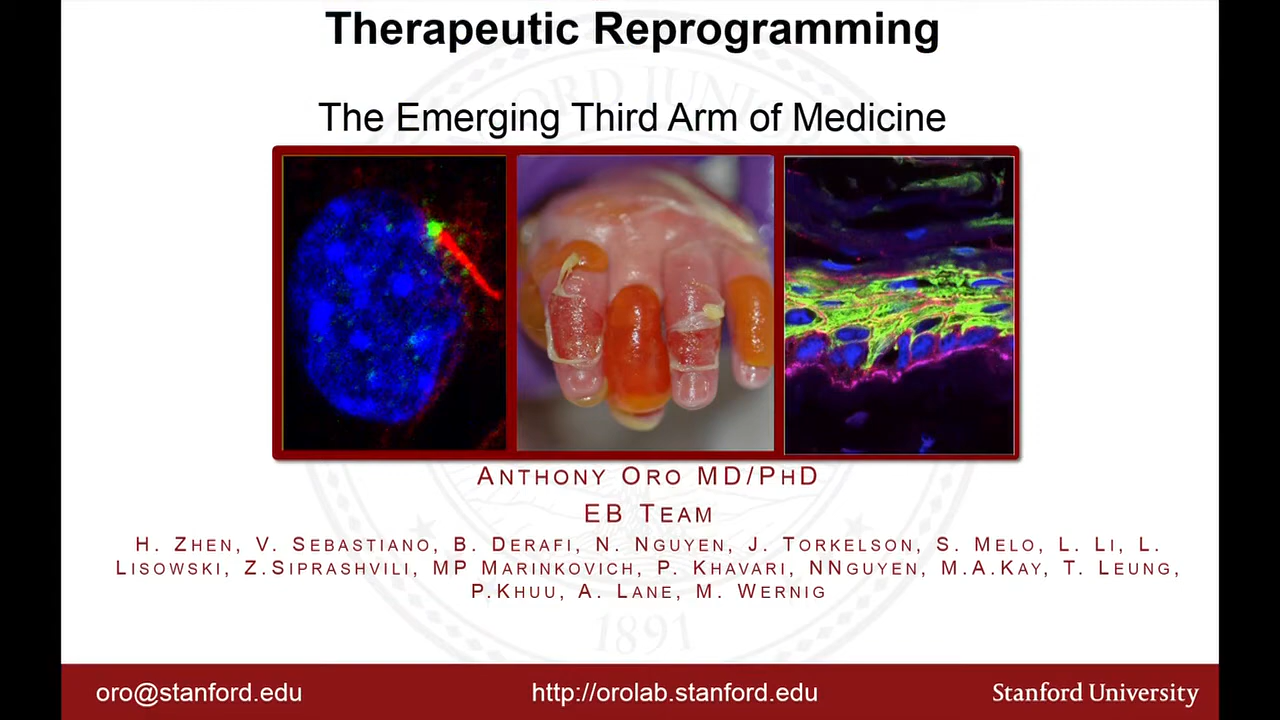 Therapeutic Reprogramming
The Emerging Third Arm of Medicine
ANTHONY ORO MD/PHD
EB TEAM
H. ZHEN, V. SEBASTIANO, B. DERAFI, N. NGUYEN, J. TORKELSON, S. MELO, L. LI, L.
LISOWSKI, Z.SIPRASHVILI, MP MARINKOVICH, P. KHAVARI, NNGUYEN, M.A.KAY, T. LEUNG,
P.KHUU, A. LANE, M. WERNIG
1891
oro@stanford.edu
http://orolab.stanford.edu
Stanford University